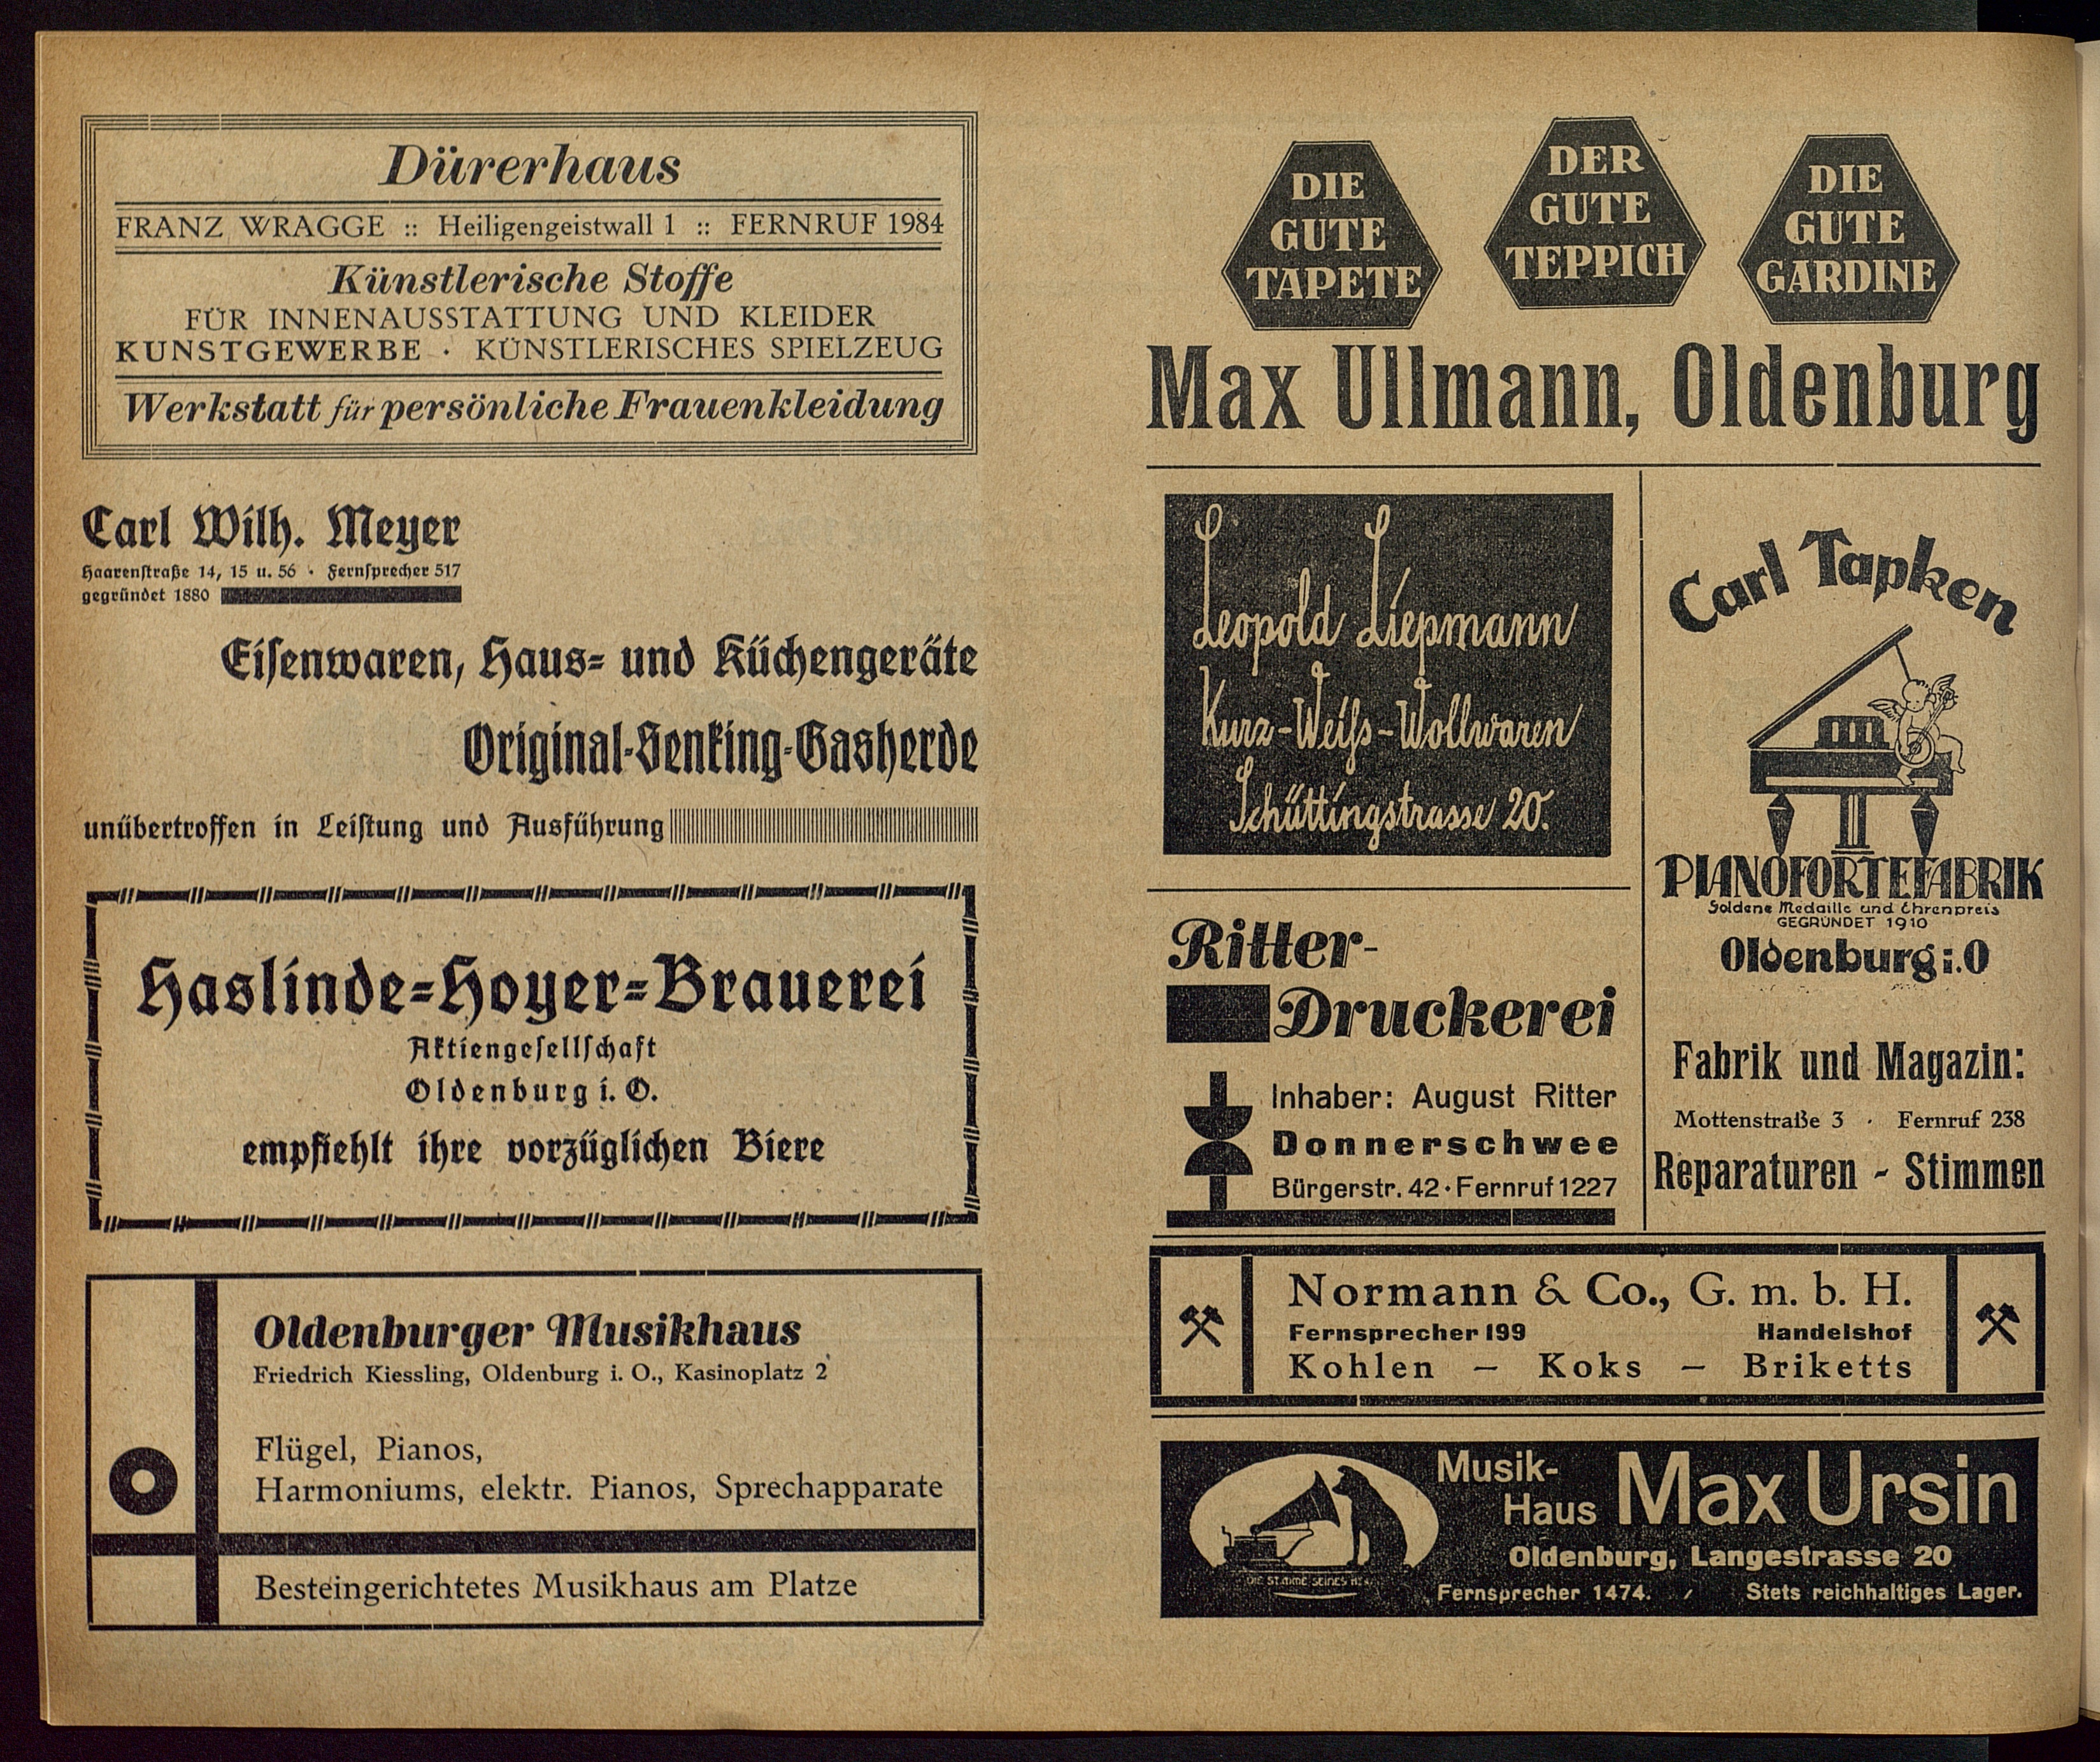 Dürerhaus
FRANZ WRAGGE :: Heiligengeistwall 1 :: FERNRUF 1984
Künstlerische Stoffe
FÜR INNENAUSSTATTUNG UND KLEIDER
KUNSTGEWERBE · KÜNSTLERISCHES SPIELZEUG
Werkstatt für persönliche Frauenkleidung
Carl Wilh. Meyer
Haarenſtraße 14, 15 u. 56 · Fernſprecher 517
gegründet 1880
Eiſenwaren, Haus- und Küchengeräte
Original-Senking-Gasherde
unübertroffen in Leiſtung und Ausführung
Haslinde-Hoyer-Brauerei
Aktiengeſellſchaft
Oldenburg i. O.
empfiehlt ihre vorzüglichen Biere
Oldenburger Musikhaus
Friedrich Kiessling, Oldenburg i. O., Kasinoplatz 2
Flügel, Pianos,
Harmoniums, elektr. Pianos, Sprechapparate
Besteingerichtetes Musikhaus am Platze
DIE
GUTE
TAPETE
DER
GUTE
TEPPICH
DIE
GUTE
GARDINE
Max Ullmann, Oldenburg
Leopold Liepmann
Kurz-Weiß-Wollwaren
Schüttingstrasse 20.
Carl Tapken
PIANOFORTEFABRIK
Goldene Medaille und Ehrenpreis
GEGRÜNDET 1910
Oldenburg i. O
Fabrik und Magazin:
Mottenstraße 3 · Fernruf 238
Reparaturen - Stimmen
Ritter-
Druckerei
Inhaber: August Ritter
Donnerschwee
Bürgerstr. 42 · Fernruf 1227
Normann & Co., G. m. b. H.
Fernsprecher 199 Handelshof
Kohlen — Koks — Briketts
Musik-
Haus Max Ursin
Oldenburg, Langestrasse 20
Fernsprecher 1474. / Stets reichhaltiges Lager.
DIE STIMME SEINES